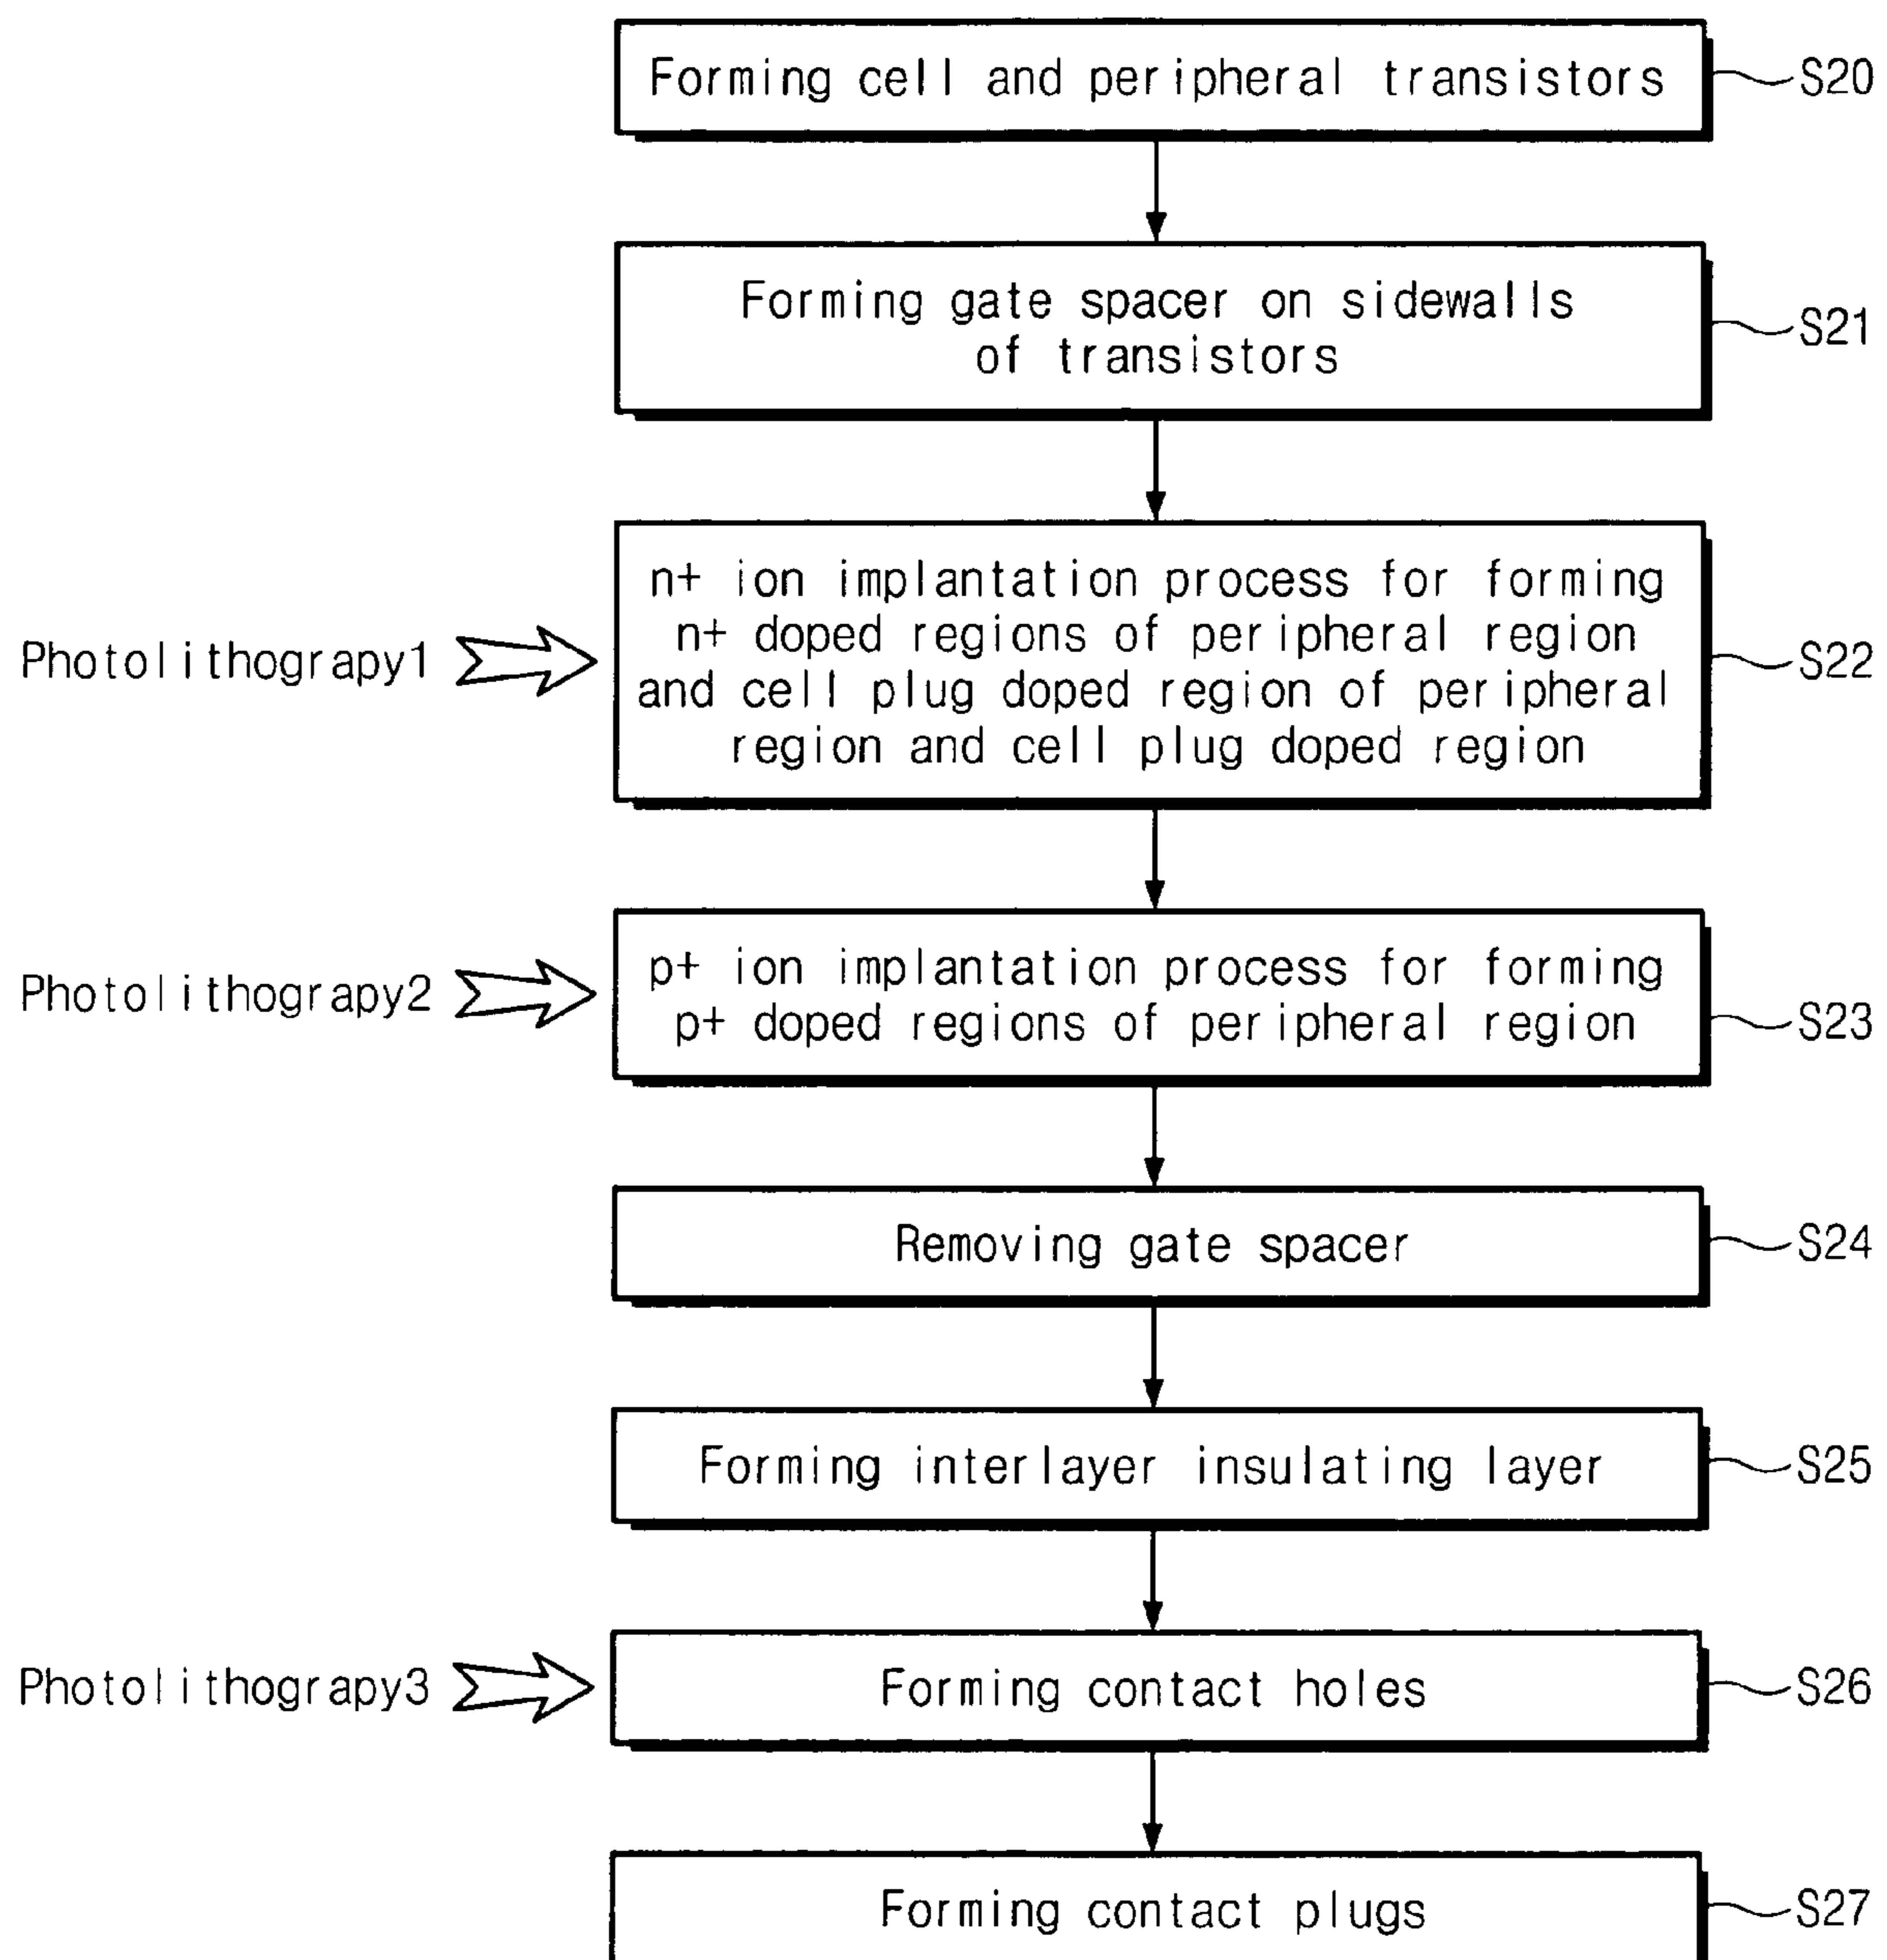 Forming cell and peripheral transistors
S20
Forming gate spacer on sidewalls
of transistors
S21
Photolithograpy1
n+ ion implantation process for forming
n+ doped regions of peripheral region
and cell plug doped region of peripheral
region and cell plug doped region
S22
Photolithograpy2
p+ ion implantation process for forming
p+ doped regions of peripheral region
S23
Removing gate spacer
S24
Forming interlayer insulating layer
S25
Photolithograpy3
Forming contact holes
S26
Forming contact plugs
S27